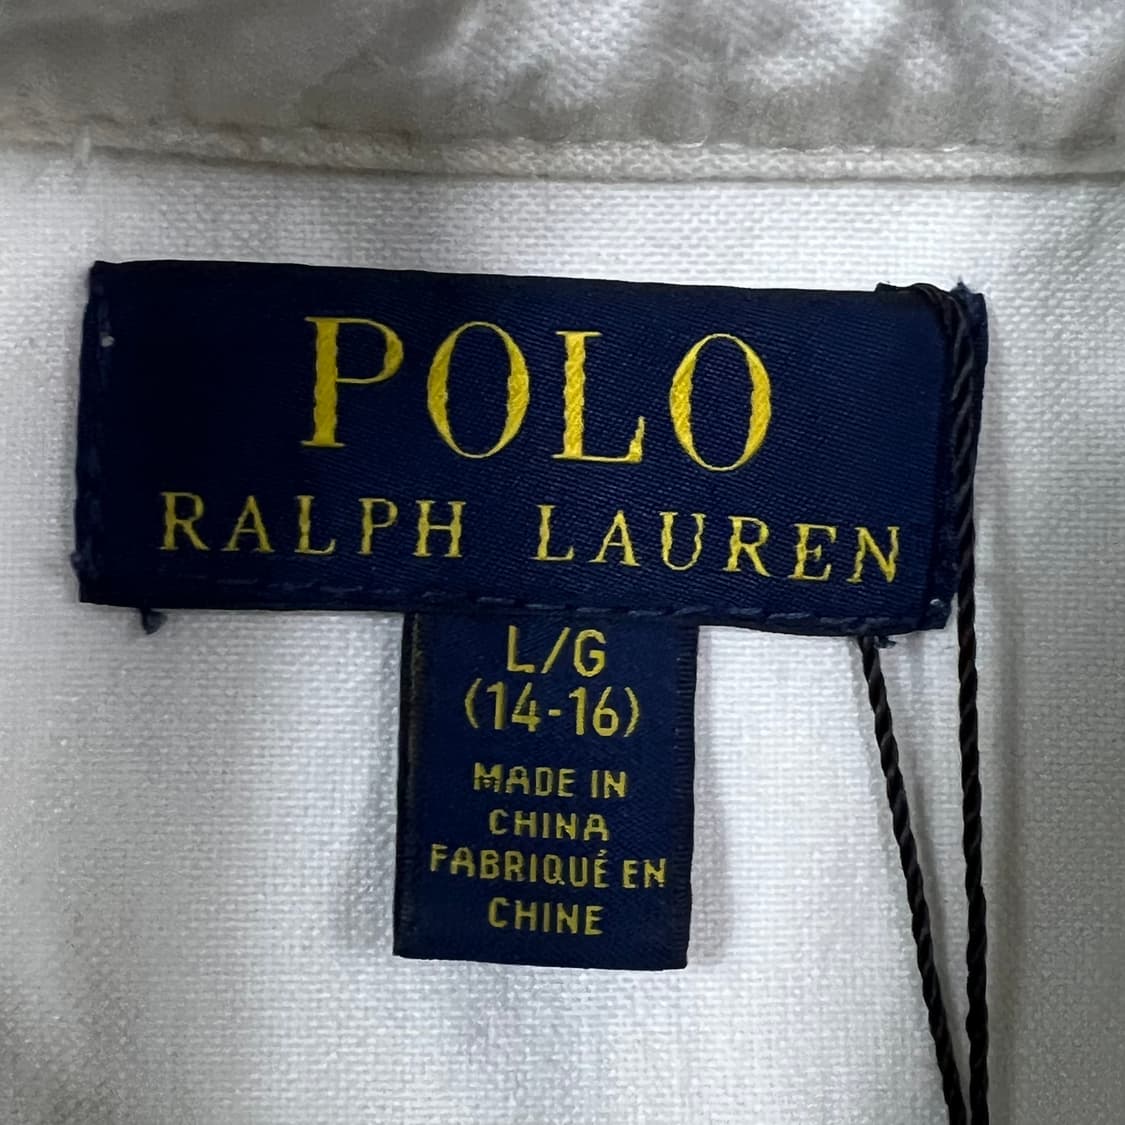 POLO
RALPH LAUREN
L/G
(14-16)
MADE IN
CHINA
FABRIQUÉ EN
CHINE